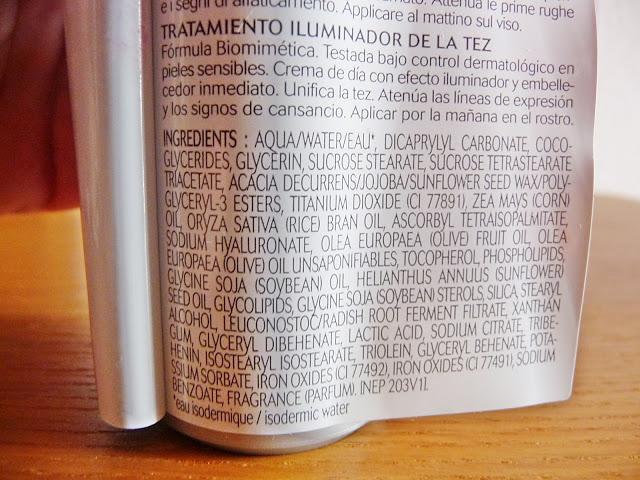 e i segni di affaticamento. Applicare al mattino sul viso.
TRATAMIENTO ILUMINADOR DE LA TEZ
Fórmula Biomimética. Testada bajo control dermatológico en
pieles sensibles. Crema de día con efecto iluminador y embelle-
cedor inmediato. Unifica la tez. Atenúa las líneas de expresión
y los signos de cansancio. Aplicar por la mañana en el rostro.
INGREDIENTS : AQUA/WATER/EAU*, DICAPRYLYL CARBONATE, COCO-
GLYCERIDES, GLYCERIN, SUCROSE STEARATE, SUCROSE TETRASTEARATE
TRIACETATE, ACACIA DECURRENS/JOJOBA/SUNFLOWER SEED WAX/POLY-
GLYCERYL-3 ESTERS, TITANIUM DIOXIDE (CI 77891), ZEA MAYS (CORN)
OIL, ORYZA SATIVA (RICE) BRAN OIL, ASCORBYL TETRAISOPALMITATE,
SODIUM HYALURONATE, OLEA EUROPAEA (OLIVE) FRUIT OIL, OLEA
EUROPAEA (OLIVE) OIL UNSAPONIFIABLES, TOCOPHEROL, PHOSPHOLIPIDS,
GLYCINE SOJA (SOYBEAN) OIL, HELIANTHUS ANNUUS (SUNFLOWER)
SEED OIL, GLYCOLIPIDS, GLYCINE SOJA (SOYBEAN) STEROLS, SILICA, STEARYL
ALCOHOL, LEUCONOSTOC/RADISH ROOT FERMENT FILTRATE, XANTHAN
GUM, GLYCERYL DIBEHENATE, LACTIC ACID, SODIUM CITRATE, TRIBE-
HENIN, ISOSTEARYL ISOSTEARATE, TRIOLEIN, GLYCERYL BEHENATE, POTA-
SSIUM SORBATE, IRON OXIDES (CI 77492), IRON OXIDES (CI 77491), SODIUM
BENZOATE, FRAGRANCE (PARFUM). INEP 203V1].
*eau isodermique / isodermic water